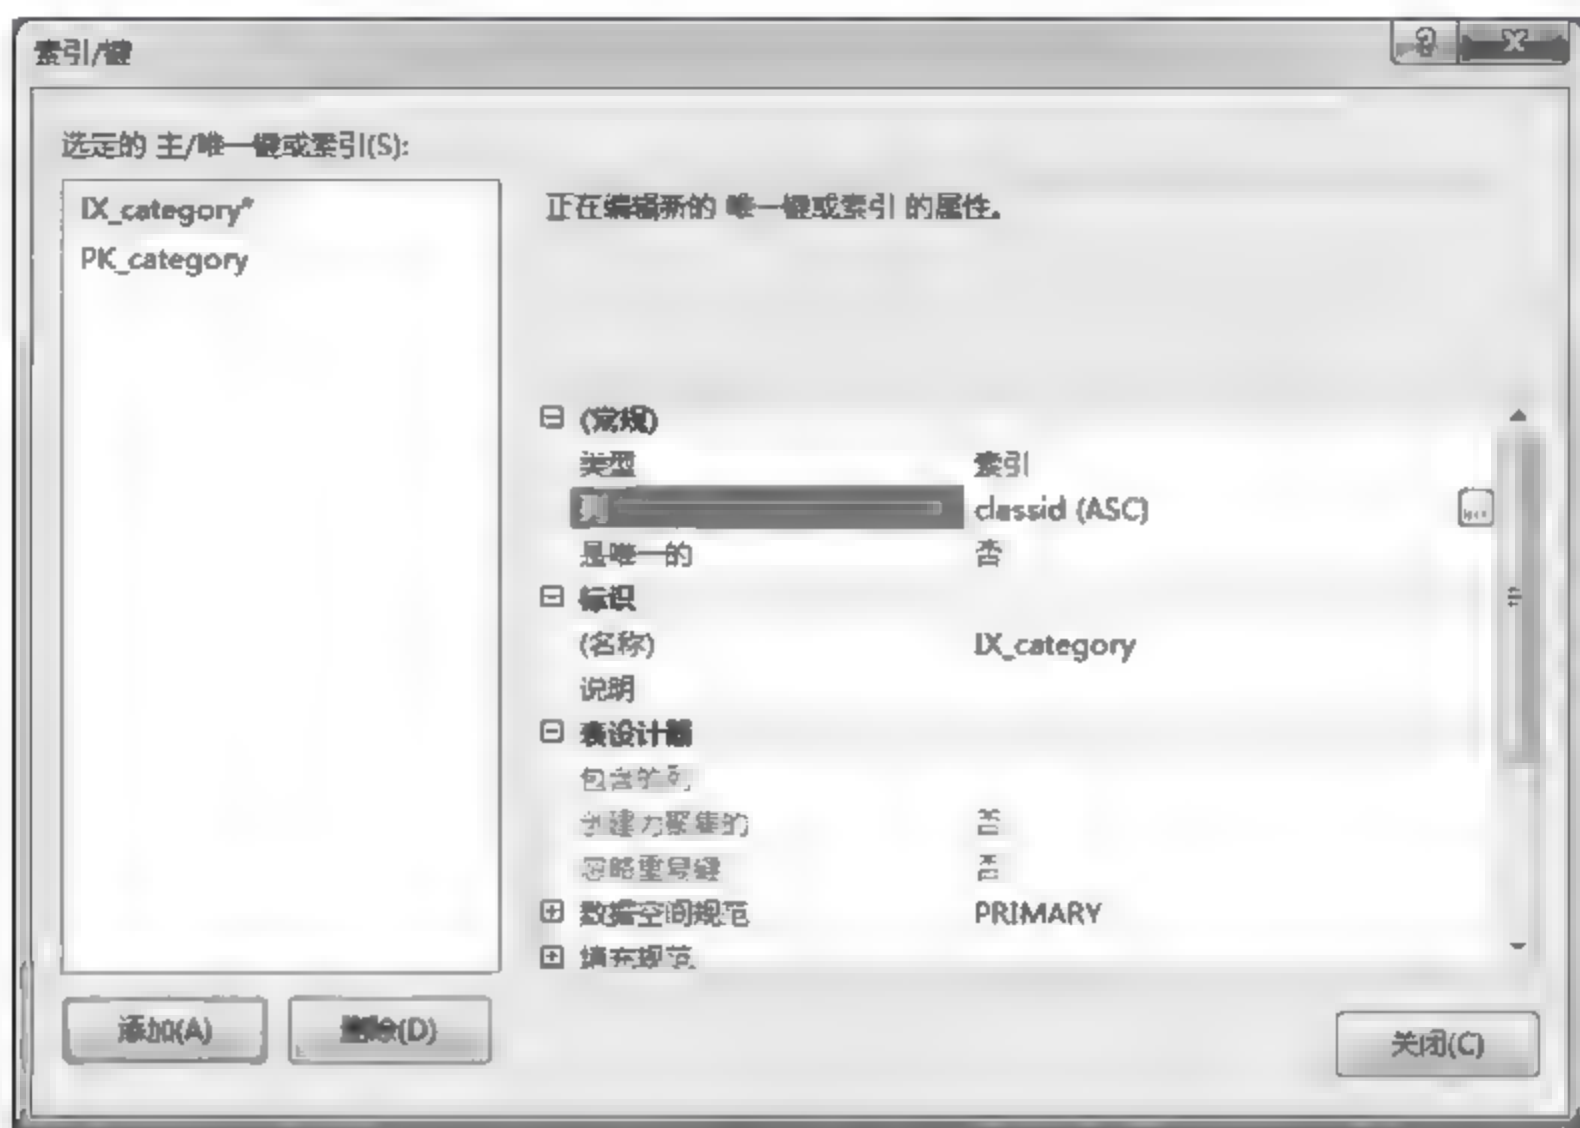 索引/键
选定的 主/唯一键或索引(S):
IX_category*
PK_category
正在编辑新的 唯一键或索引 的属性。
(常规)
类型 索引
列 classid (ASC)
是唯一的 否
标识
(名称) IX_category
说明
表设计器
包含的列
创建为聚集的 否
忽略重复键 否
数据空间规范 PRIMARY
填充规范
添加(A) 删除(D)
关闭(C)